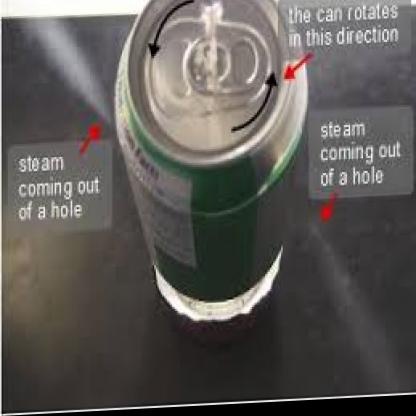 the can rotates
in this direction
steam
coming out
of a hole
steam
coming out
of a hole